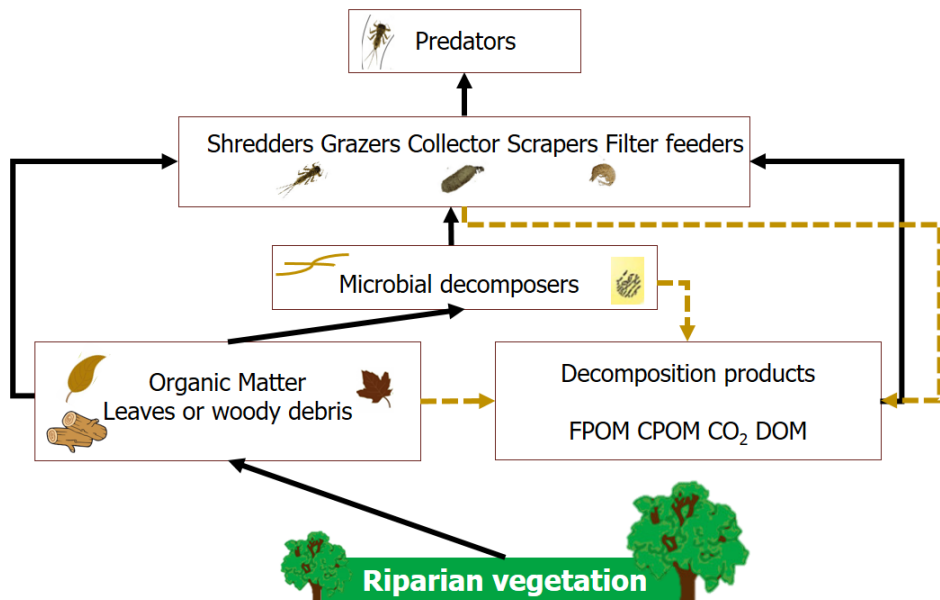 Predators
Shredders Grazers Collector Scrapers Filter feeders
Microbial decomposers
Organic Matter
Leaves or woody debris
Decomposition products
FPOM CPOM CO₂ DOM
Riparian vegetation